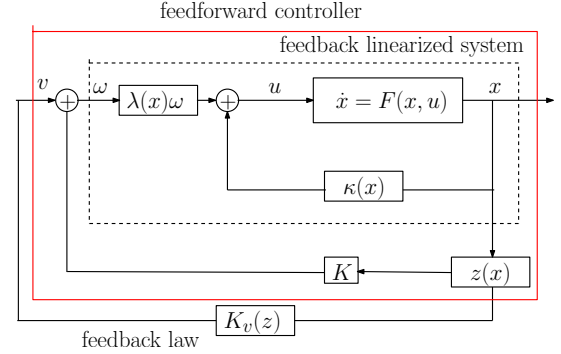 feedforward controller
feedback linearized system
v
+
ω
λ(x)ω
+
u
ẋ = F(x, u)
x
κ(x)
K
z(x)
K_v(z)
feedback law